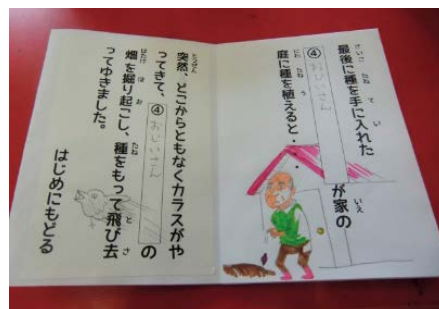 最後に種を手に入れた
④おじいさんが家の
庭に種を植えると・・・
突然、どこからともなくカラスがや
ってきて、④おじいさんの
畑を掘り起こし、種をもって飛び去
ってゆきました。
はじめにもどる